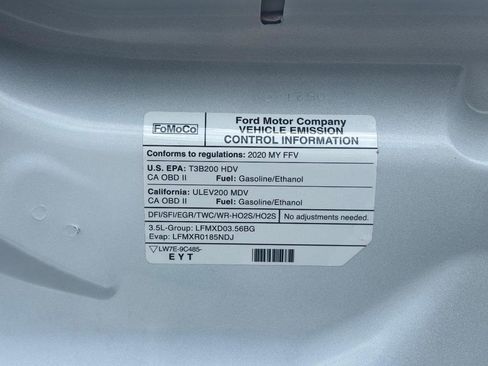 FoMoCo
Ford Motor Company
VEHICLE EMISSION
CONTROL INFORMATION
Conforms to regulations: 2020 MY FFV
U.S. EPA: T3B200 HDV
CA OBD II Fuel: Gasoline/Ethanol
California: ULEV200 MDV
CA OBD II Fuel: Gasoline/Ethanol
DFI/SFI/EGR/TWC/WR-HO2S/HO2S No adjustments needed.
3.5L-Group: LFMXD03.56BG
Evap: LFMXR0185NDJ
LW7E-9C485-
EYT